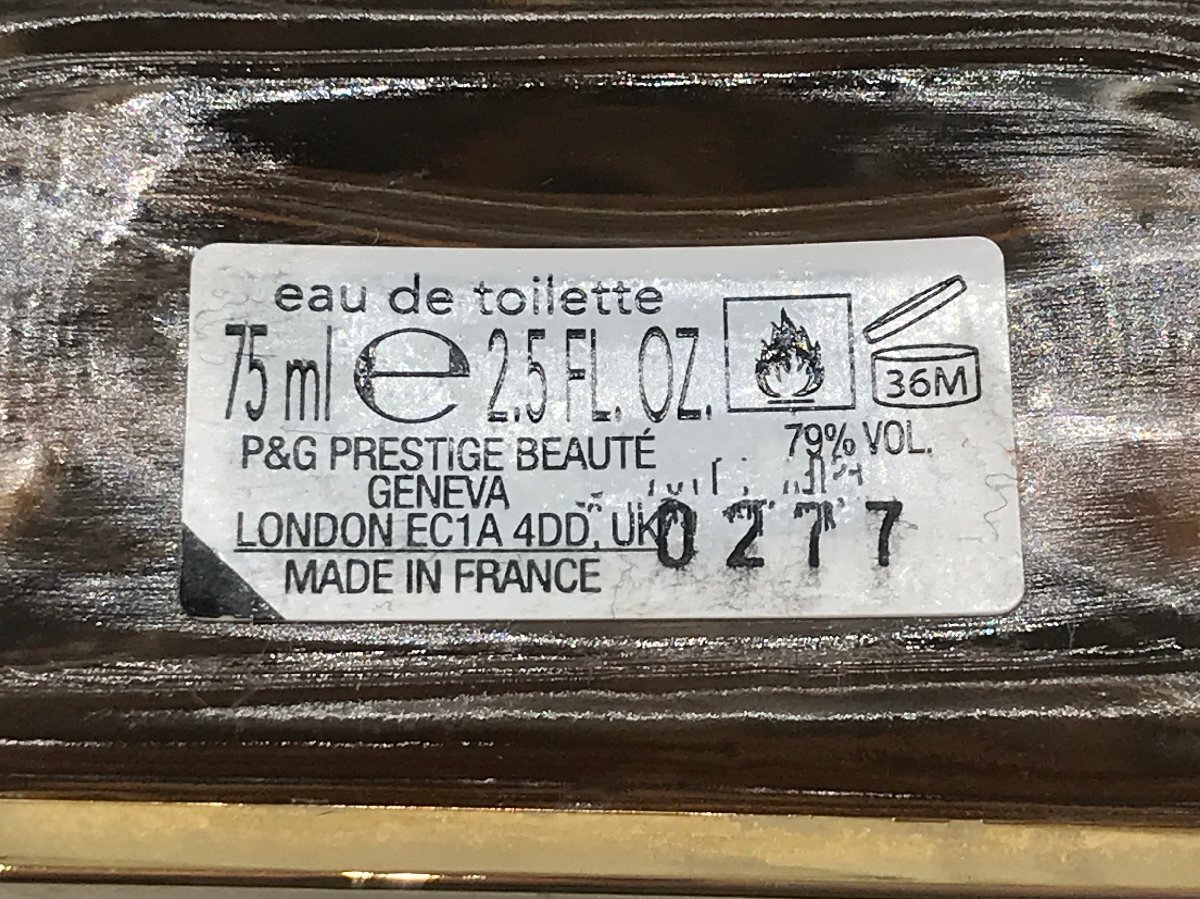 eau de toilette
75 ml e 2.5 FL. OZ.
36M
79% VOL.
P&G PRESTIGE BEAUTÉ
GENEVA
LONDON EC1A 4DD, UK
0277
MADE IN FRANCE